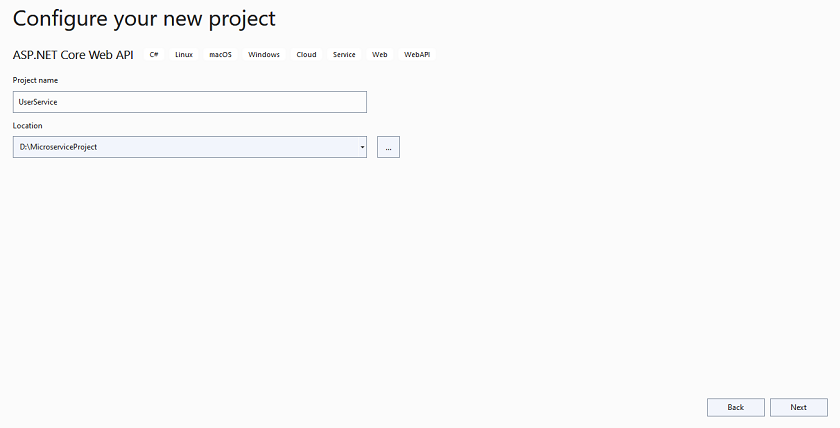 Configure your new project
ASP.NET Core Web API C# Linux macOS Windows Cloud Service Web WebAPI
Project name
UserService
Location
D:\MicroserviceProject ...
Back Next